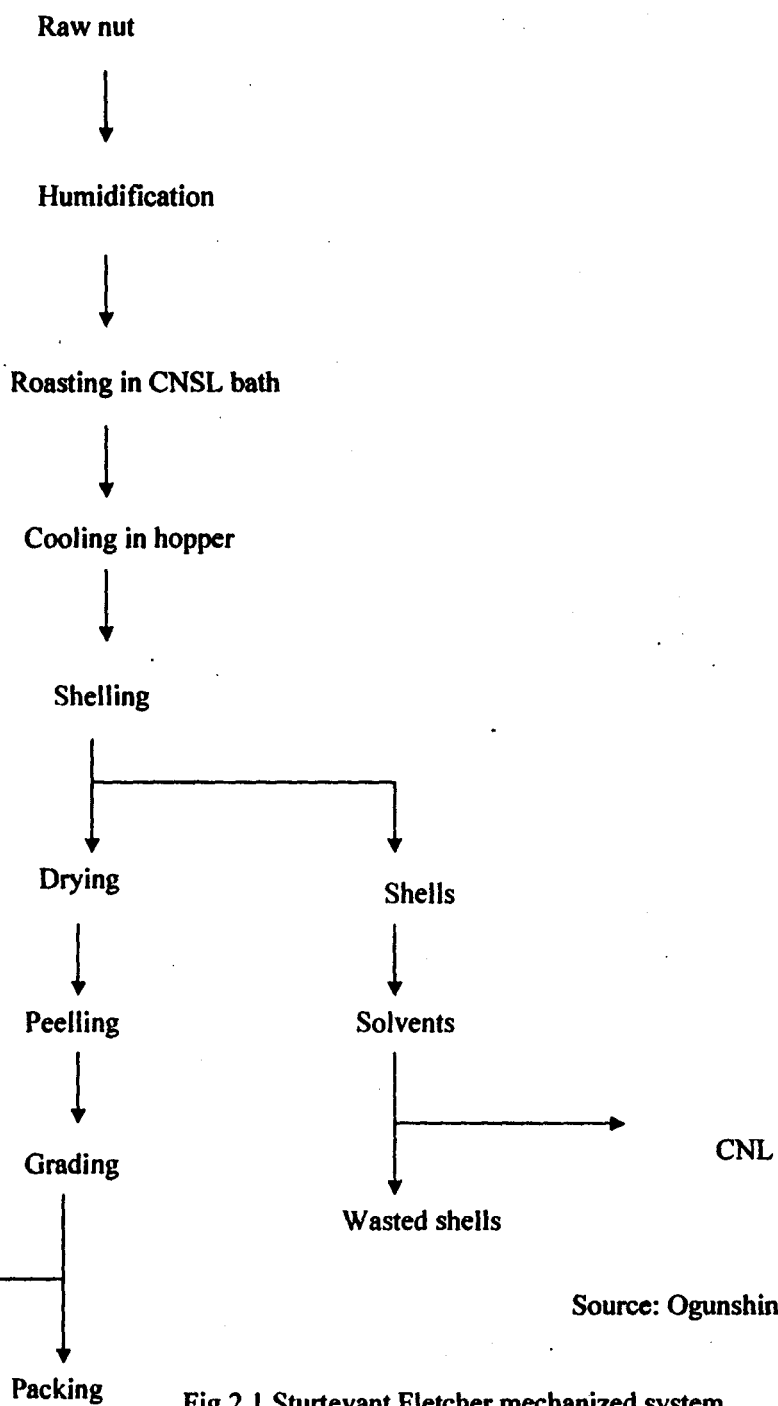 Raw nut
Humidification
Roasting in CNSL bath
Cooling in hopper
Shelling
Drying
Shells
Peelling
Solvents
Grading
CNL
Wasted shells
Source: Ogunshin
Packing
Fig 2.1 Sturtevant Fletcher mechanized system